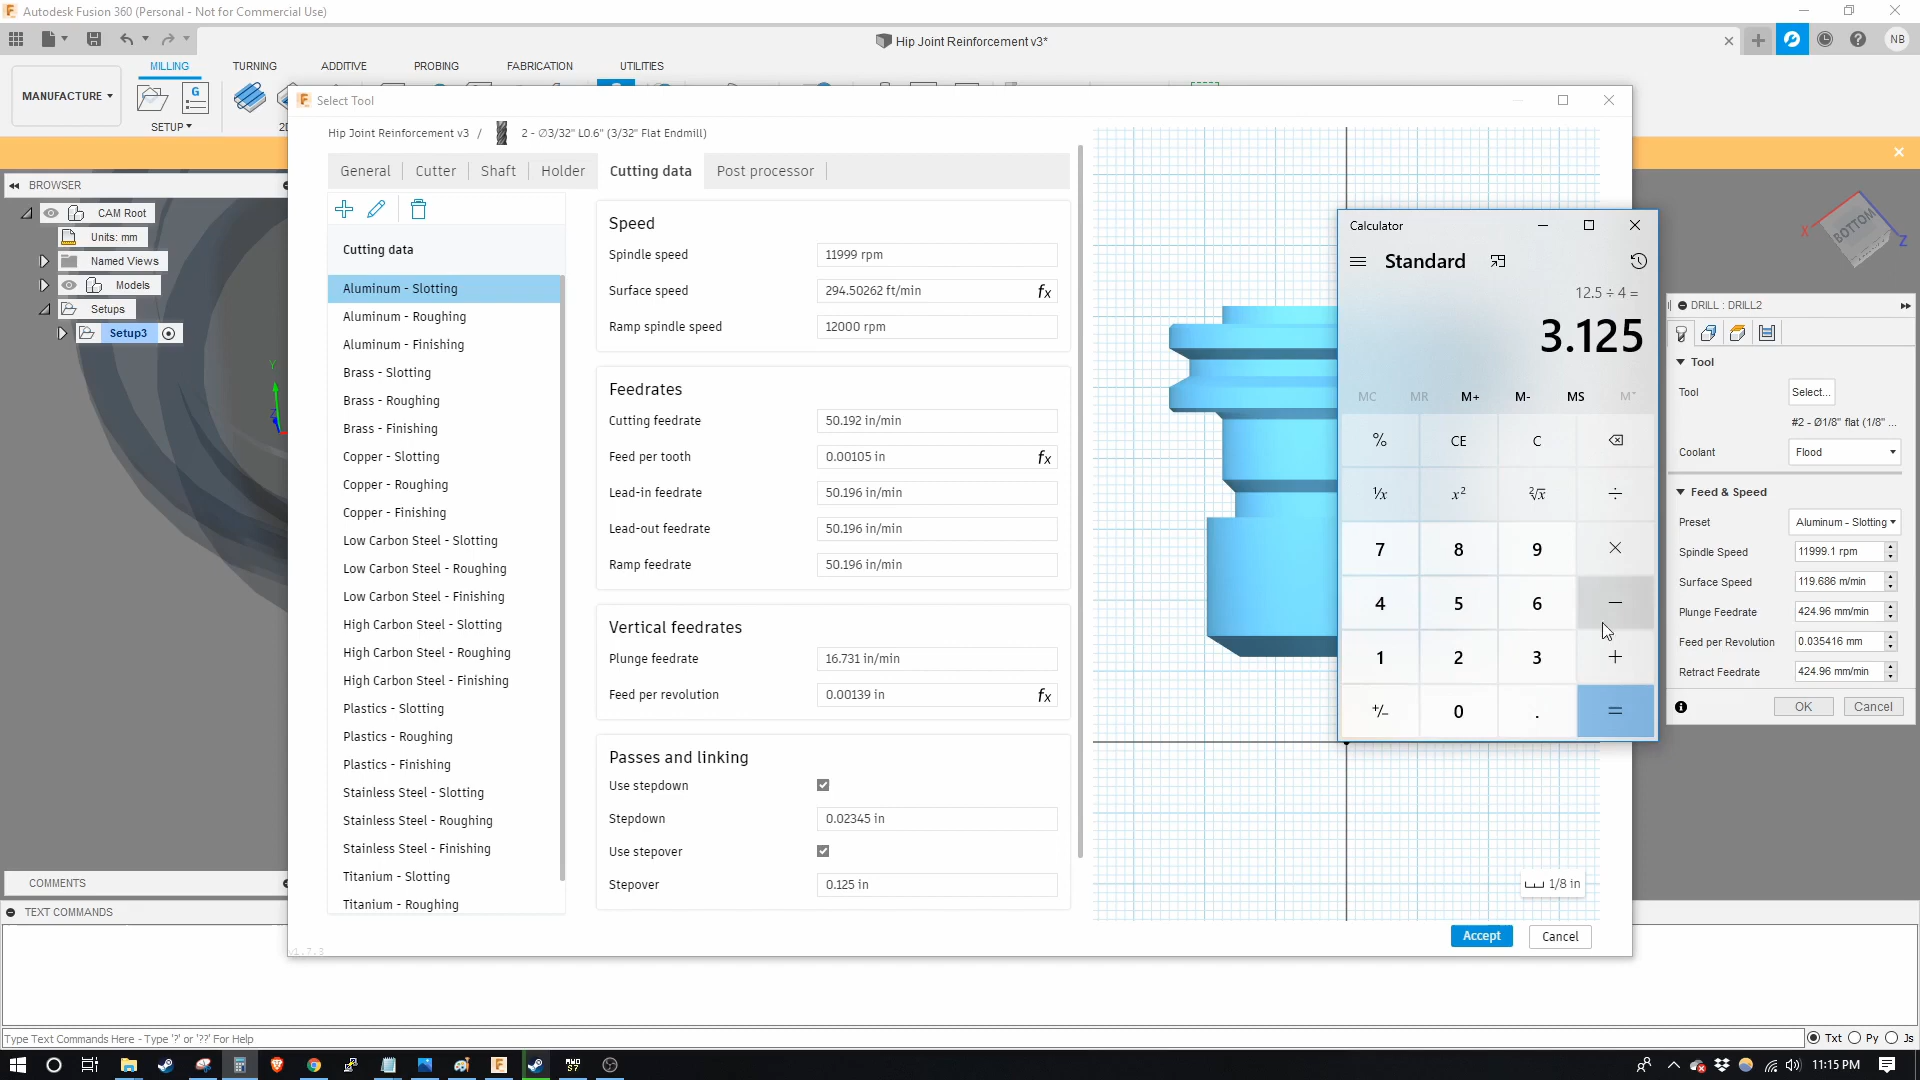 Autodesk Fusion 360 (Personal - Not for Commercial Use)
Hip Joint Reinforcement v3*
NB
MILLING
TURNING
ADDITIVE
PROBING
FABRICATION
UTILITIES
MANUFACTURE
SETUP
2D
BROWSER
CAM Root
Units: mm
Named Views
Models
Setups
Setup3
COMMENTS
TEXT COMMANDS
Select Tool
Hip Joint Reinforcement v3 / 2 - Ø3/32" L0.6" (3/32" Flat Endmill)
General
Cutter
Shaft
Holder
Cutting data
Post processor
Cutting data
Aluminum - Slotting
Aluminum - Roughing
Aluminum - Finishing
Brass - Slotting
Brass - Roughing
Brass - Finishing
Copper - Slotting
Copper - Roughing
Copper - Finishing
Low Carbon Steel - Slotting
Low Carbon Steel - Roughing
Low Carbon Steel - Finishing
High Carbon Steel - Slotting
High Carbon Steel - Roughing
High Carbon Steel - Finishing
Plastics - Slotting
Plastics - Roughing
Plastics - Finishing
Stainless Steel - Slotting
Stainless Steel - Roughing
Stainless Steel - Finishing
Titanium - Slotting
Titanium - Roughing
v1.7.3
Speed
Spindle speed 11999 rpm
Surface speed 294.50262 ft/min fx
Ramp spindle speed 12000 rpm
Feedrates
Cutting feedrate 50.192 in/min
Feed per tooth 0.00105 in fx
Lead-in feedrate 50.196 in/min
Lead-out feedrate 50.196 in/min
Ramp feedrate 50.196 in/min
Vertical feedrates
Plunge feedrate 16.731 in/min
Feed per revolution 0.00139 in fx
Passes and linking
Use stepdown
Stepdown 0.02345 in
Use stepover
Stepover 0.125 in
1/8 in
Accept
Cancel
Calculator
Standard
12.5 ÷ 4 =
3.125
MC MR M+ M- MS M˅
% CE C
¹/x x² ²√x ÷
7 8 9 ×
4 5 6 −
1 2 3 +
+/− 0 . =
BOTTOM
X
Z
Y
Z
DRILL : DRILL2
Tool
Tool Select...
#2 - Ø1/8" flat (1/8" ...
Coolant Flood
Feed & Speed
Preset Aluminum - Slotting
Spindle Speed 11999.1 rpm
Surface Speed 119.686 m/min
Plunge Feedrate 424.96 mm/min
Feed per Revolution 0.035416 mm
Retract Feedrate 424.96 mm/min
OK
Cancel
Type Text Commands Here - Type '?' or '??' For Help
Txt
Py
Js
11:15 PM